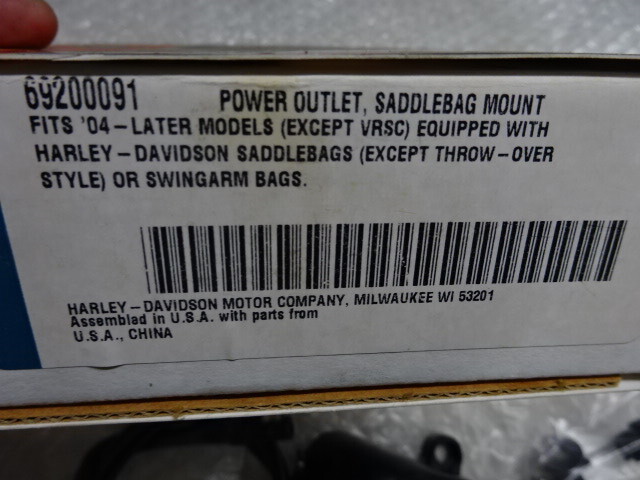 69200091 POWER OUTLET, SADDLEBAG MOUNT
FITS '04-LATER MODELS (EXCEPT VRSC) EQUIPPED WITH
HARLEY-DAVIDSON SADDLEBAGS (EXCEPT THROW-OVER
STYLE) OR SWINGARM BAGS.
HARLEY-DAVIDSON MOTOR COMPANY, MILWAUKEE WI 53201
Assemblad in U.S.A. with parts from
U.S.A., CHINA